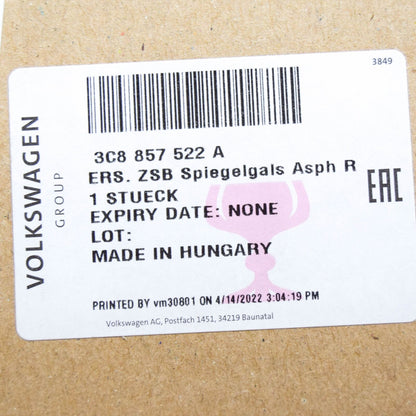 3849
VOLKSWAGEN
GROUP
3C8 857 522 A
ERS. ZSB Spiegelgals Asph R
1 STUECK
EXPIRY DATE: NONE
LOT:
MADE IN HUNGARY
EAC
PRINTED BY vm30801 ON 4/14/2022 3:04:19 PM
Volkswagen AG, Postfach 1451, 34219 Baunatal